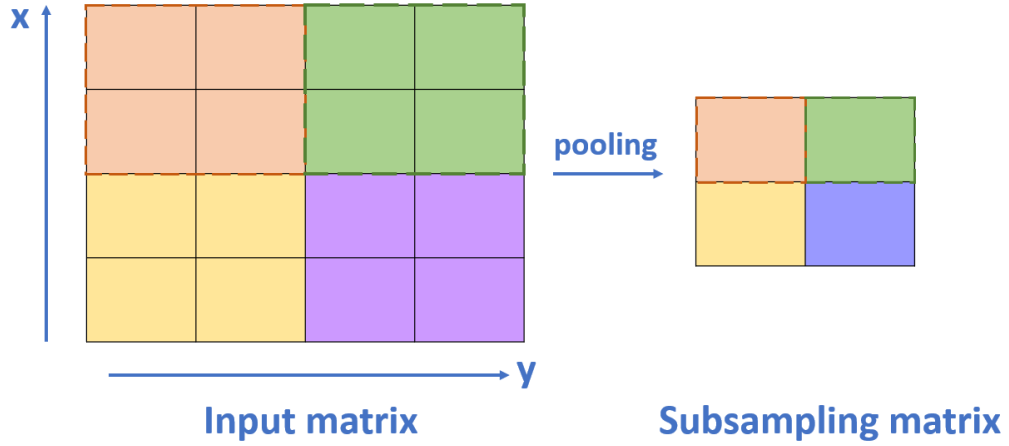 x
pooling
y
Input matrix
Subsampling matrix